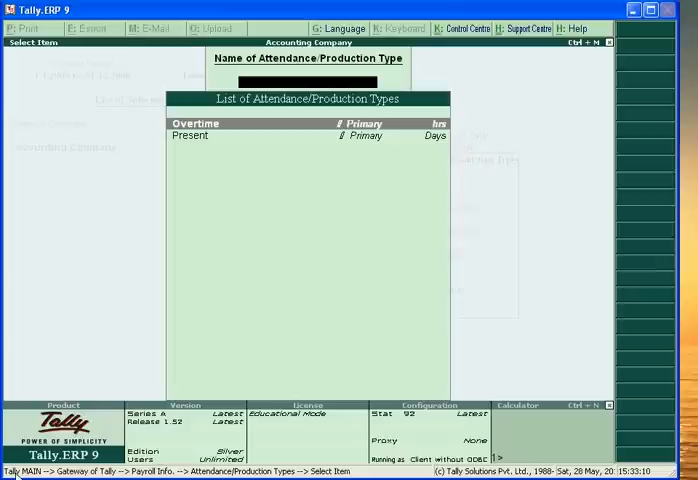 Tally.ERP 9
P: Print E: Export M: E-Mail O: Upload G: Language K: Keyboard K: Control Centre H: Support Centre H: Help
Select Item Accounting Company Ctrl + M
Name of Attendance/Production Type
List of Attendance/Production Types
Overtime Primary hrs
Present Primary Days
Product Version License Configuration Calculator Ctrl + N
Tally
POWER OF SIMPLICITY
Tally.ERP 9
Series A Latest
Release 1.52 Latest
Edition Silver
Users Unlimited
Educational Mode
Stat 92 Latest
Proxy None
Running as Client without ODBC
1>
Tally MAIN --> Gateway of Tally --> Payroll Info. --> Attendance/Production Types --> Select Item (c) Tally Solutions Pvt. Ltd., 1988- Sat, 28 May, 20 15:33:10